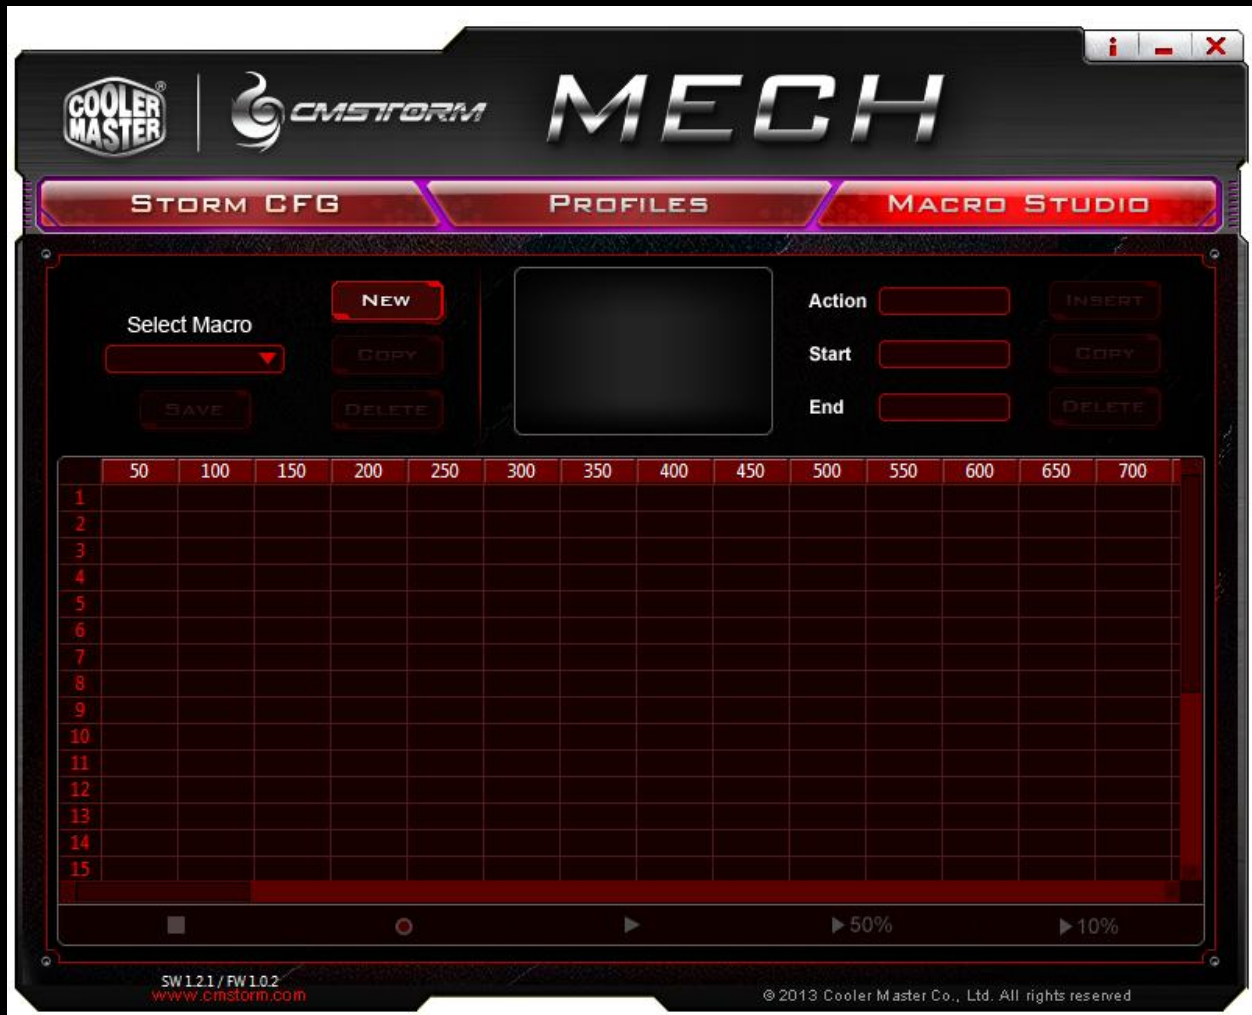 COOLER MASTER ® CMSTORM MECH
i
STORM CFG PROFILES MACRO STUDIO
NEW
Action INSERT
Select Macro
COPY
Start COPY
SAVE DELETE
End DELETE
50 100 150 200 250 300 350 400 450 500 550 600 650 700
1
2
3
4
5
6
7
8
9
10
11
12
13
14
15
50% 10%
SW 1.2.1 / FW 1.0.2
www.cmstorm.com
© 2013 Cooler Master Co., Ltd. All rights reserved